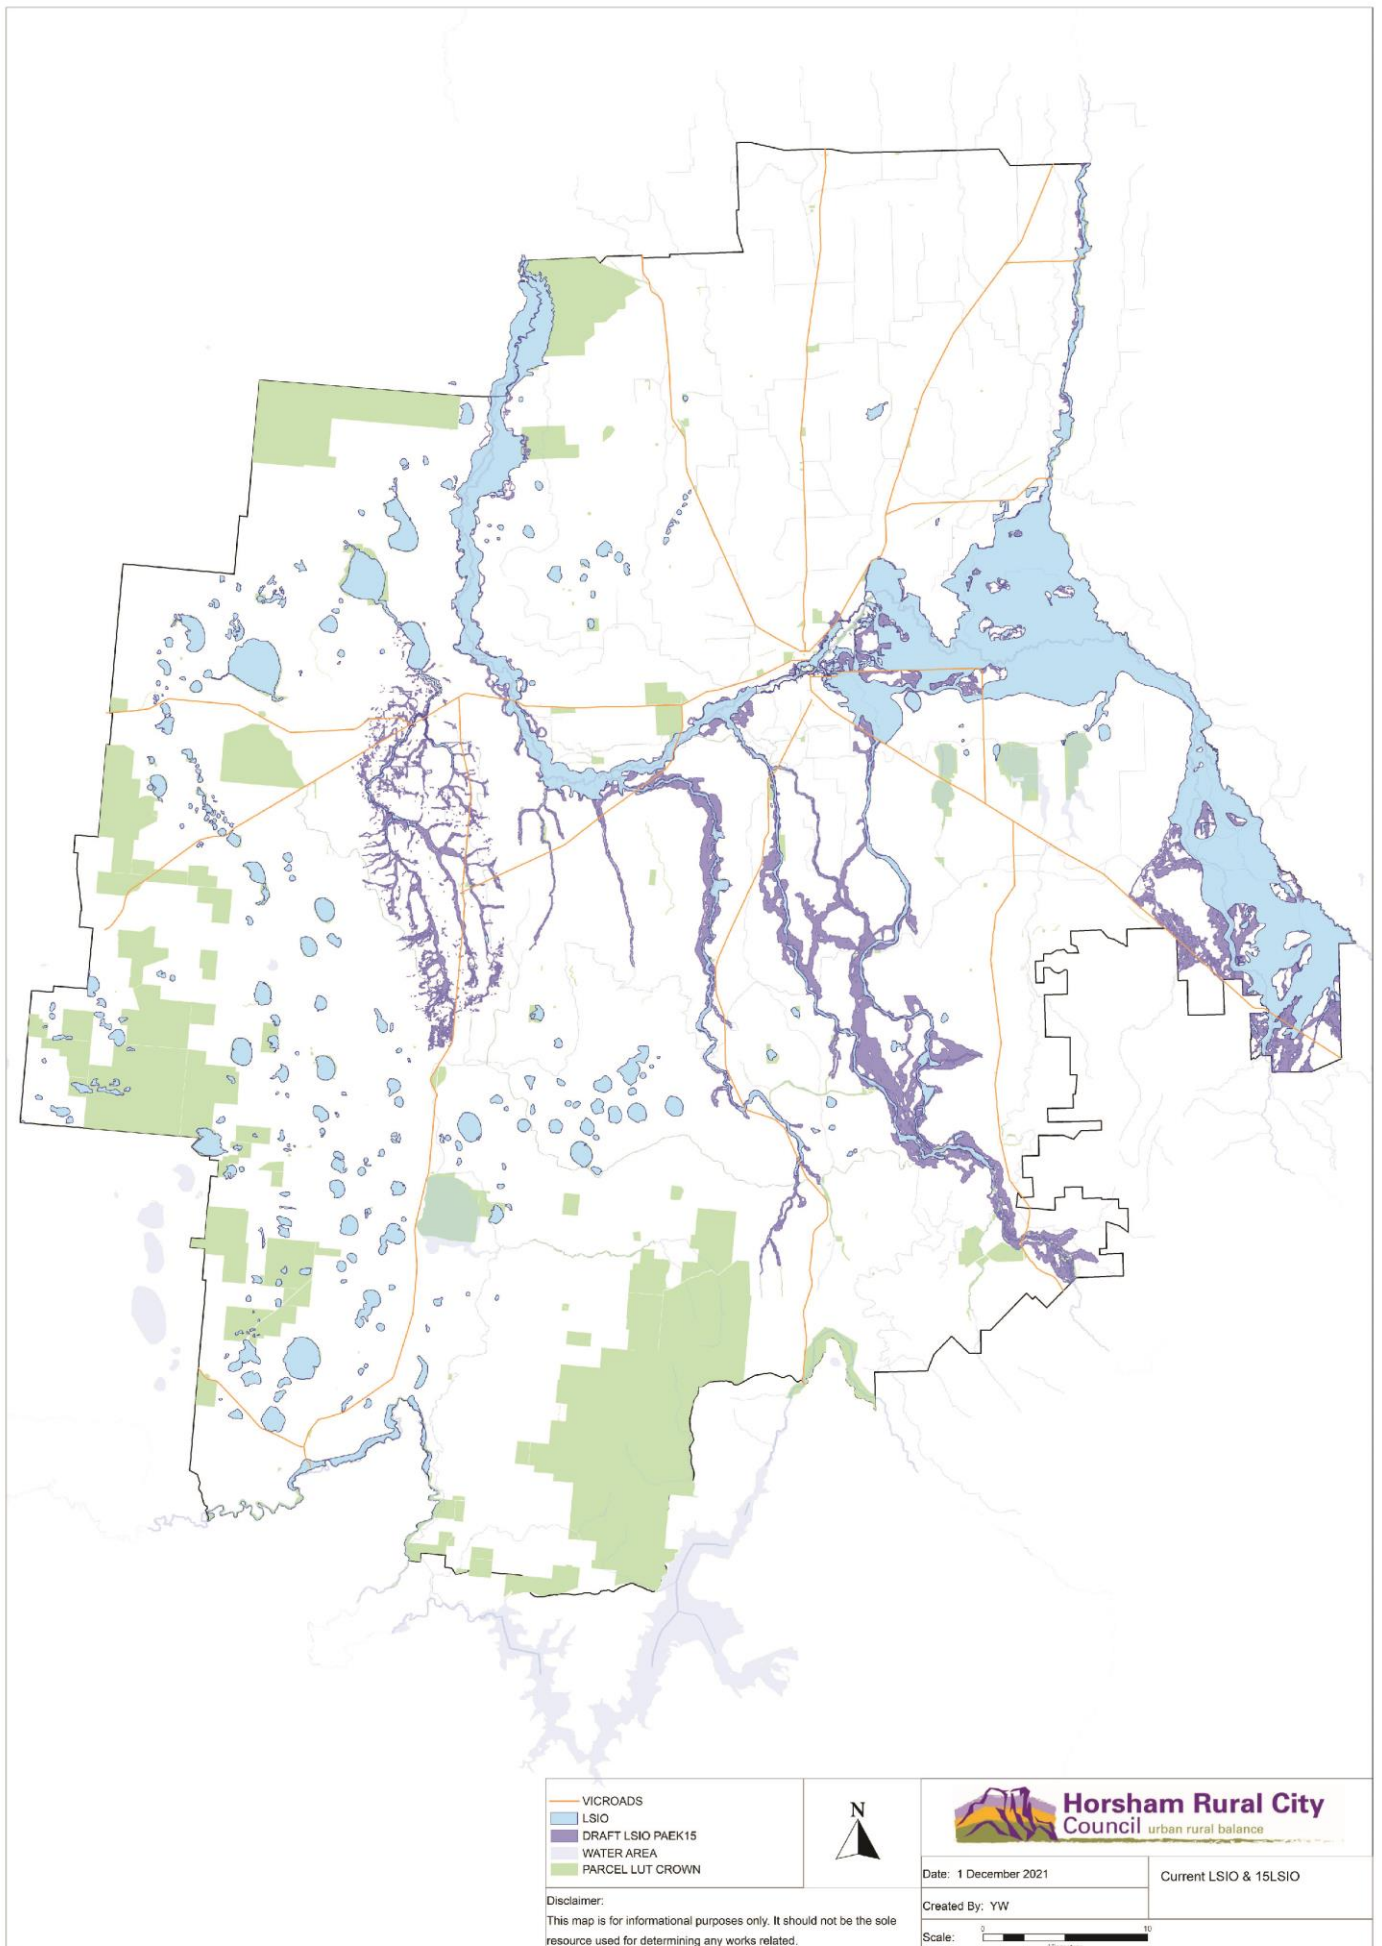 VICROADS
LSIO
DRAFT LSIO PAEK15
WATER AREA
PARCEL LUT CROWN
N
Horsham Rural City
Council urban rural balance
Disclaimer:
This map is for informational purposes only. It should not be the sole
resource used for determining any works related.
Date: 1 December 2021
Current LSIO & 15LSIO
Created By: YW
Scale:
0 10